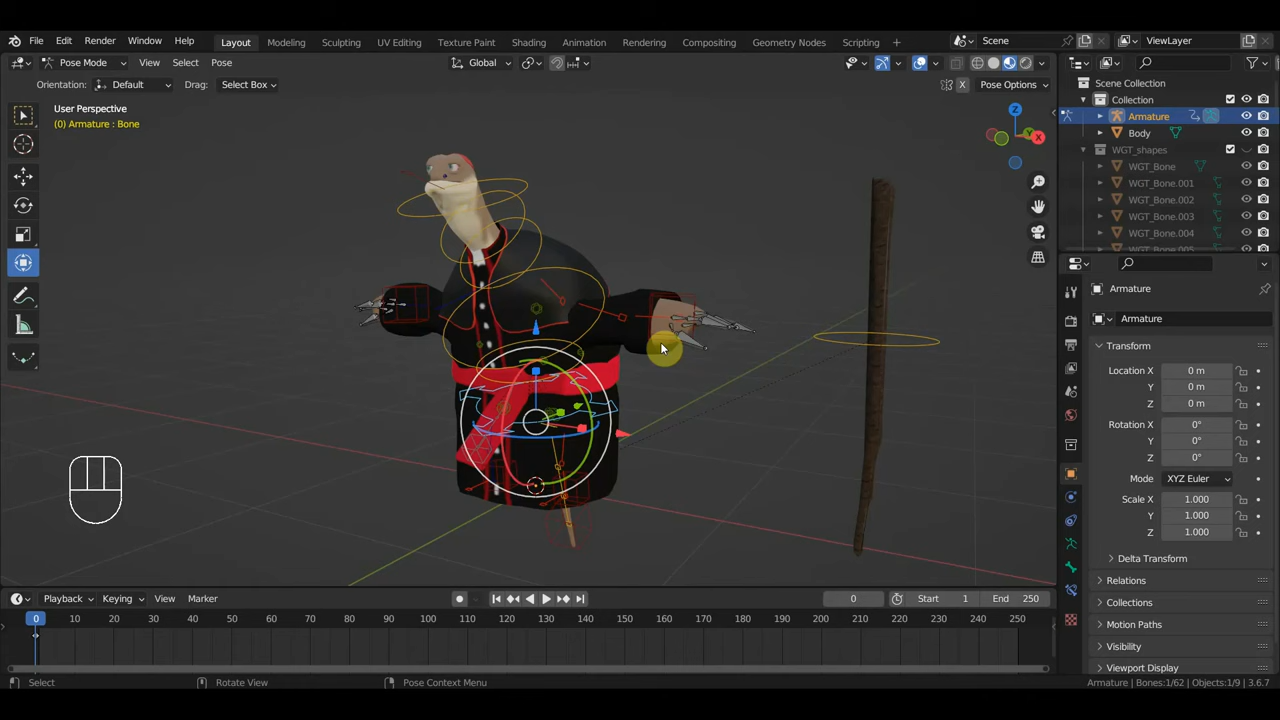 File Edit Render Window Help Layout Modeling Sculpting UV Editing Texture Paint Shading Animation Rendering Compositing Geometry Nodes Scripting + Scene ViewLayer
Pose Mode View Select Pose Global
Orientation: Default Drag: Select Box X Pose Options
User Perspective
(0) Armature : Bone
Z
Y
X
Scene Collection
Collection
Armature
Body
WGT_shapes
WGT_Bone
WGT_Bone.001
WGT_Bone.002
WGT_Bone.003
WGT_Bone.004
WGT_Bone.005
Armature
Armature
Transform
Location X 0 m
Y 0 m
Z 0 m
Rotation X 0°
Y 0°
Z 0°
Mode XYZ Euler
Scale X 1.000
Y 1.000
Z 1.000
Delta Transform
Relations
Collections
Motion Paths
Visibility
Viewport Display
Playback Keying View Marker 0 Start 1 End 250
0 10 20 30 40 50 60 70 80 90 100 110 120 130 140 150 160 170 180 190 200 210 220 230 240 250
Select Rotate View Pose Context Menu Armature | Bones:1/62 | Objects:1/9 | 3.6.7